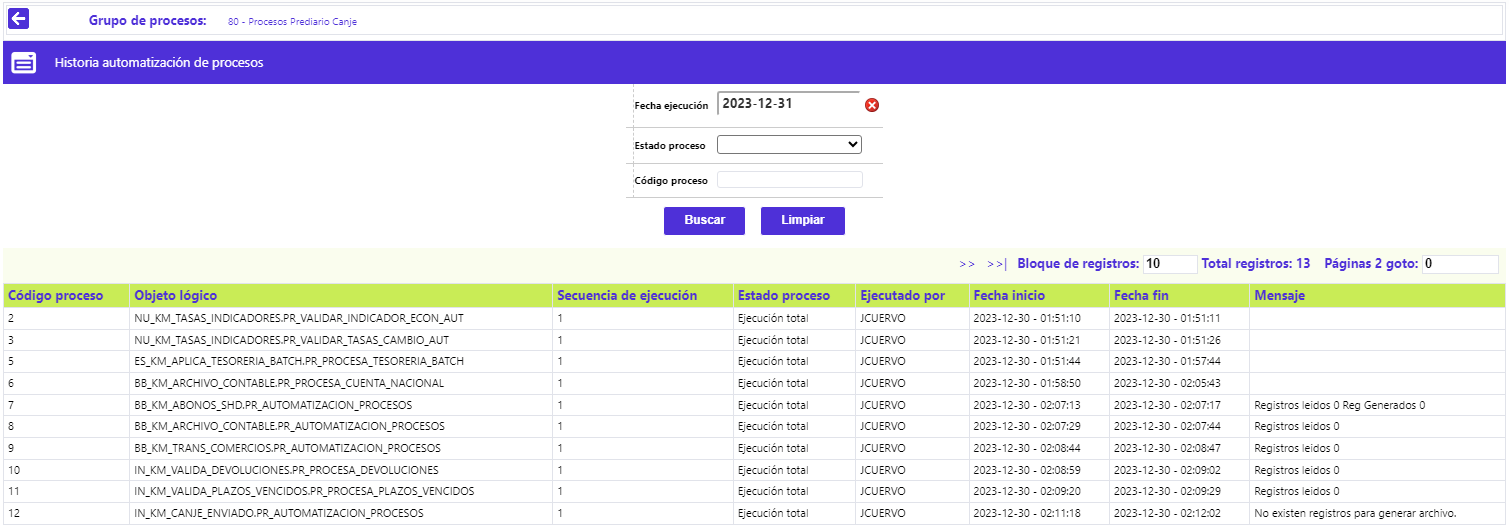 Grupo de procesos: 80 - Procesos Prediario Canje
Historia automatización de procesos
Fecha ejecución 2023-12-31
Estado proceso
Código proceso
Buscar Limpiar
>> >>| Bloque de registros: 10 Total registros: 13 Páginas 2 goto: 0
Código proceso Objeto lógico Secuencia de ejecución Estado proceso Ejecutado por Fecha inicio Fecha fin Mensaje
2 NU_KM_TASAS_INDICADORES.PR_VALIDAR_INDICADOR_ECON_AUT 1 Ejecución total JCUERVO 2023-12-30 - 01:51:10 2023-12-30 - 01:51:11
3 NU_KM_TASAS_INDICADORES.PR_VALIDAR_TASAS_CAMBIO_AUT 1 Ejecución total JCUERVO 2023-12-30 - 01:51:21 2023-12-30 - 01:51:26
5 ES_KM_APLICA_TESORERIA_BATCH.PR_PROCESA_TESORERIA_BATCH 1 Ejecución total JCUERVO 2023-12-30 - 01:51:44 2023-12-30 - 01:57:44
6 BB_KM_ARCHIVO_CONTABLE.PR_PROCESA_CUENTA_NACIONAL 1 Ejecución total JCUERVO 2023-12-30 - 01:58:50 2023-12-30 - 02:05:43
7 BB_KM_ABONOS_SHD.PR_AUTOMATIZACION_PROCESOS 1 Ejecución total JCUERVO 2023-12-30 - 02:07:13 2023-12-30 - 02:07:17 Registros leidos 0 Reg Generados 0
8 BB_KM_ARCHIVO_CONTABLE.PR_AUTOMATIZACION_PROCESOS 1 Ejecución total JCUERVO 2023-12-30 - 02:07:29 2023-12-30 - 02:07:44 Registros leidos 0
9 BB_KM_TRANS_COMERCIOS.PR_AUTOMATIZACION_PROCESOS 1 Ejecución total JCUERVO 2023-12-30 - 02:08:44 2023-12-30 - 02:08:47 Registros leidos 0
10 IN_KM_VALIDA_DEVOLUCIONES.PR_PROCESA_DEVOLUCIONES 1 Ejecución total JCUERVO 2023-12-30 - 02:08:59 2023-12-30 - 02:09:02 Registros leidos 0
11 IN_KM_VALIDA_PLAZOS_VENCIDOS.PR_PROCESA_PLAZOS_VENCIDOS 1 Ejecución total JCUERVO 2023-12-30 - 02:09:20 2023-12-30 - 02:09:29 Registros leidos 0
12 IN_KM_CANJE_ENVIADO.PR_AUTOMATIZACION_PROCESOS 1 Ejecución total JCUERVO 2023-12-30 - 02:11:18 2023-12-30 - 02:12:02 No existen registros para generar archivo.